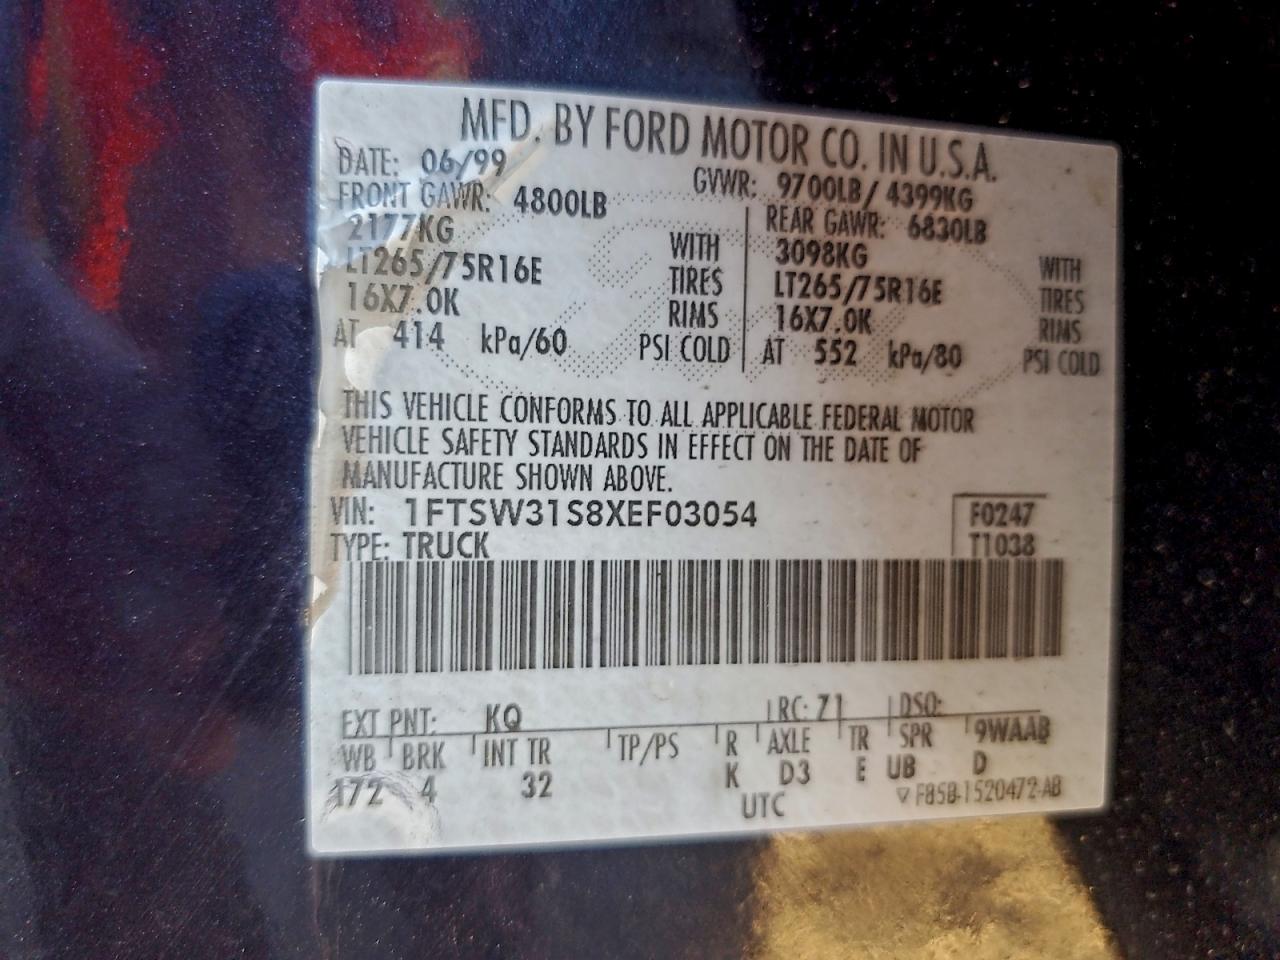 MFD. BY FORD MOTOR CO. IN U.S.A.
DATE: 06/99 GVWR: 9700LB/ 4399KG
FRONT GAWR: 4800LB REAR GAWR: 6830LB
2177KG WITH 3098KG WITH
LT265/75R16E TIRES LT265/75R16E TIRES
16X7.0K RIMS 16X7.0K RIMS
AT 414 kPa/60 PSI COLD AT 552 kPa/80 PSI COLD
THIS VEHICLE CONFORMS TO ALL APPLICABLE FEDERAL MOTOR
VEHICLE SAFETY STANDARDS IN EFFECT ON THE DATE OF
MANUFACTURE SHOWN ABOVE.
VIN: 1FTSW31S8XEF03054 F0247
TYPE: TRUCK T1038
EXT PNT: KQ RC: 71 DSO:
WB BRK INT TR TP/PS R AXLE TR SPR 9WAAB
172 4 32 K D3 E UB D
UTC ▽ F85B-1520472-AB